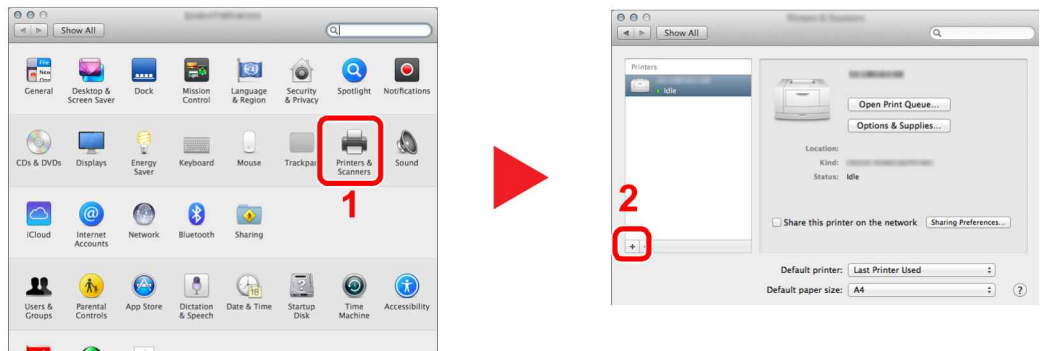 Show All
General
Desktop & Screen Saver
Dock
Mission Control
Language & Region
Security & Privacy
Spotlight
Notifications
CDs & DVDs
Displays
Energy Saver
Keyboard
Mouse
Trackpad
Printers & Scanners
Sound
1
iCloud
Internet Accounts
Network
Bluetooth
Sharing
Users & Groups
Parental Controls
App Store
Dictation & Speech
Date & Time
Startup Disk
Time Machine
Accessibility
Show All
Printers
Idle
Open Print Queue...
Options & Supplies...
Location:
Kind:
Status: Idle
2
Share this printer on the network Sharing Preferences...
+
Default printer: Last Printer Used
Default paper size: A4
?